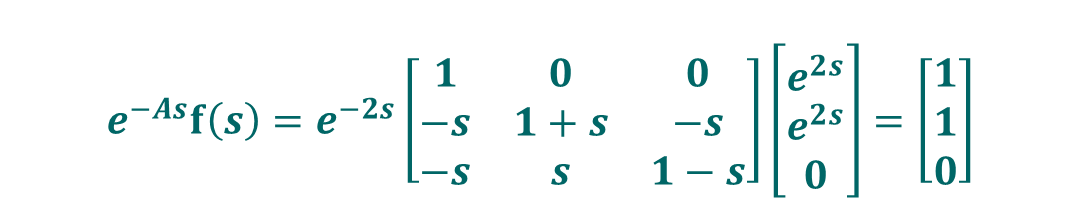 e^{-As}f(s) = e^{-2s} [1 0 0; -s 1 + s -s; -s s 1 - s] [e^{2s}; e^{2s}; 0] = [1; 1; 0]